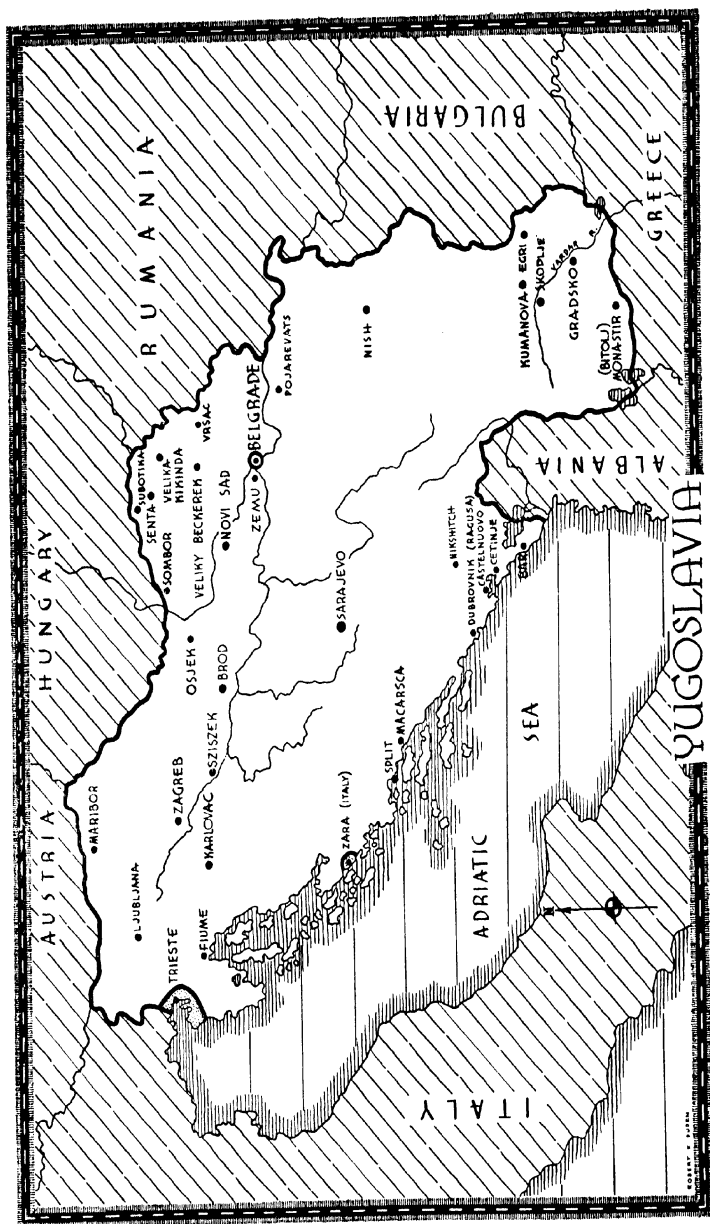 AUSTRIA
HUNGARY
RUMANIA
BULGARIA
GREECE
ALBANIA
ITALY
ADRIATIC
SEA
MARIBOR
LJUBLJANA
TRIESTE
FIUME
ZAGREB
KARLOVAC
SZISZEK
OSJEK
BROD
SUBOTICA
SENTA
SOMBOR
VELIKA
KIKINDA
VELIKY BECKEREK
VRSAC
NOVI SAD
ZEMU
BELGRADE
POJAREVATS
SARAJEVO
NISH
ZARA (ITALY)
SPLIT
MACARSCA
NIKSHITCH
DUBROVNIK (RAGUSA)
CASTELNUOVO
CETINJE
BAR
KUMANOVA
EGRI
SKOPLJE
VARDAR R.
GRADSKO
(BITOLJ)
MONASTIR
N
YUGOSLAVIA